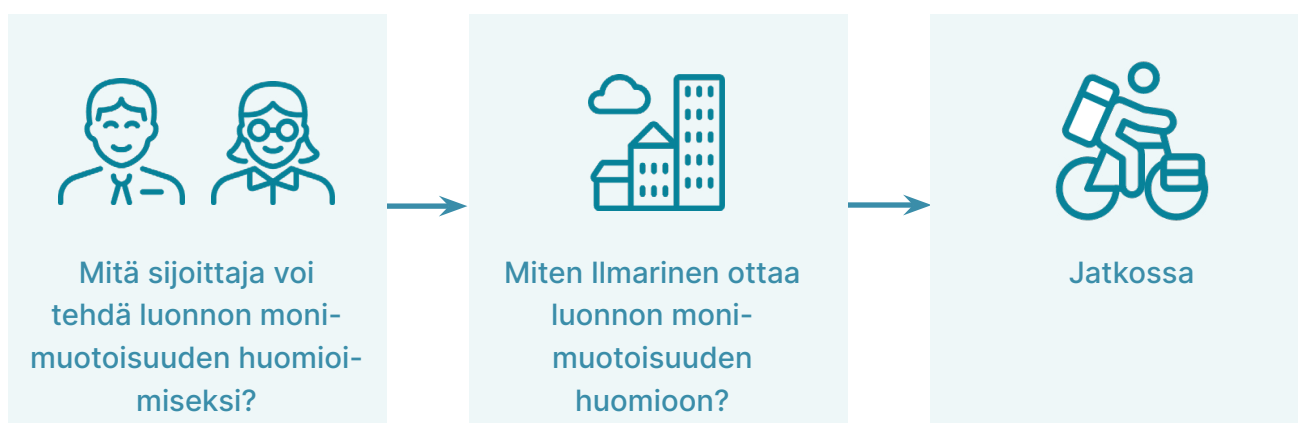 Mitä sijoittaja voi
tehdä luonnon moni-
muotoisuuden huomioi-
miseksi?
Miten Ilmarinen ottaa
luonnon moni-
muotoisuuden
huomioon?
Jatkossa